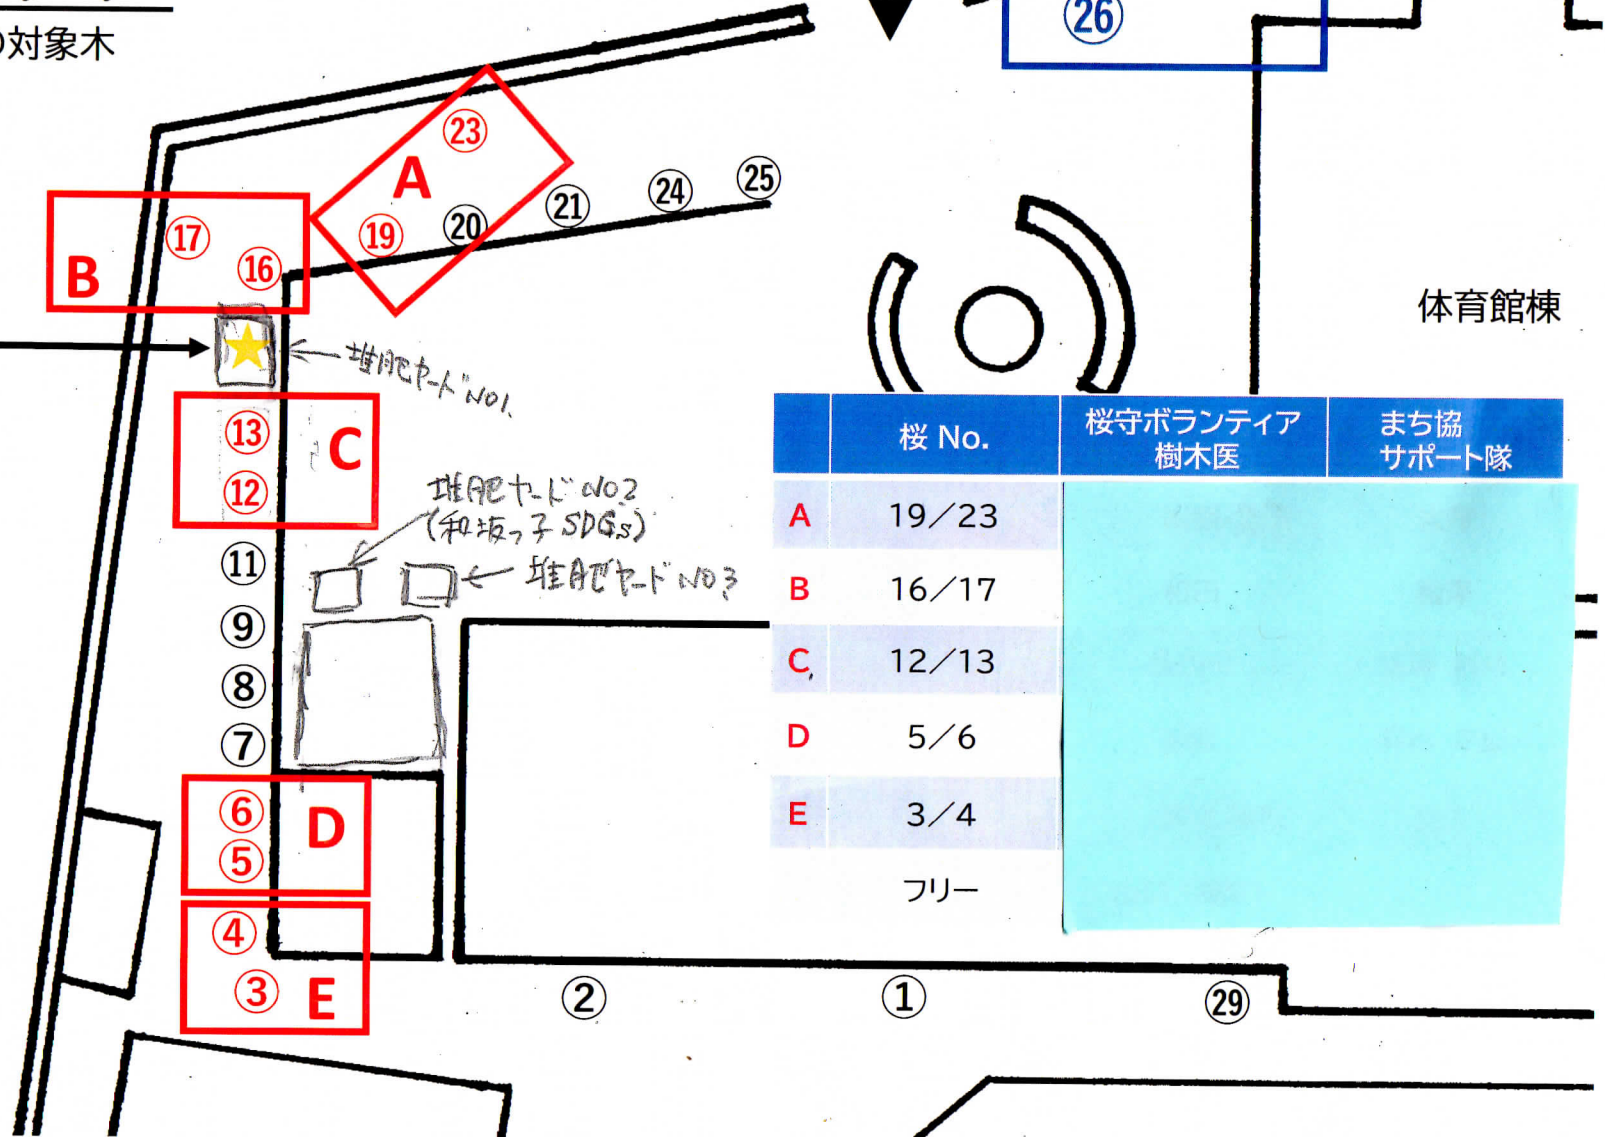 対象木
㉖
㉓
A
⑲
⑳
㉑
㉔
㉕
⑰
B
⑯
体育館棟
堆肥ヤードNO1.
⑬
C
⑫
堆肥ヤードNO2
(和坂っ子SDGs)
堆肥ヤードNO3
⑪
⑨
⑧
⑦
⑥
D
⑤
④
③
E
②
①
㉙
桜 No.
桜守ボランティア
樹木医
まち協
サポート隊
A 19／23
B 16／17
C 12／13
D 5／6
E 3／4
フリー